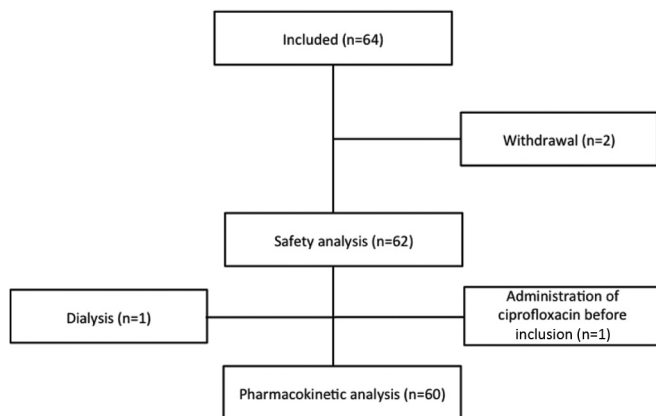 Included (n=64)
Withdrawal (n=2)
Safety analysis (n=62)
Dialysis (n=1)
Administration of
ciprofloxacin before
inclusion (n=1)
Pharmacokinetic analysis (n=60)